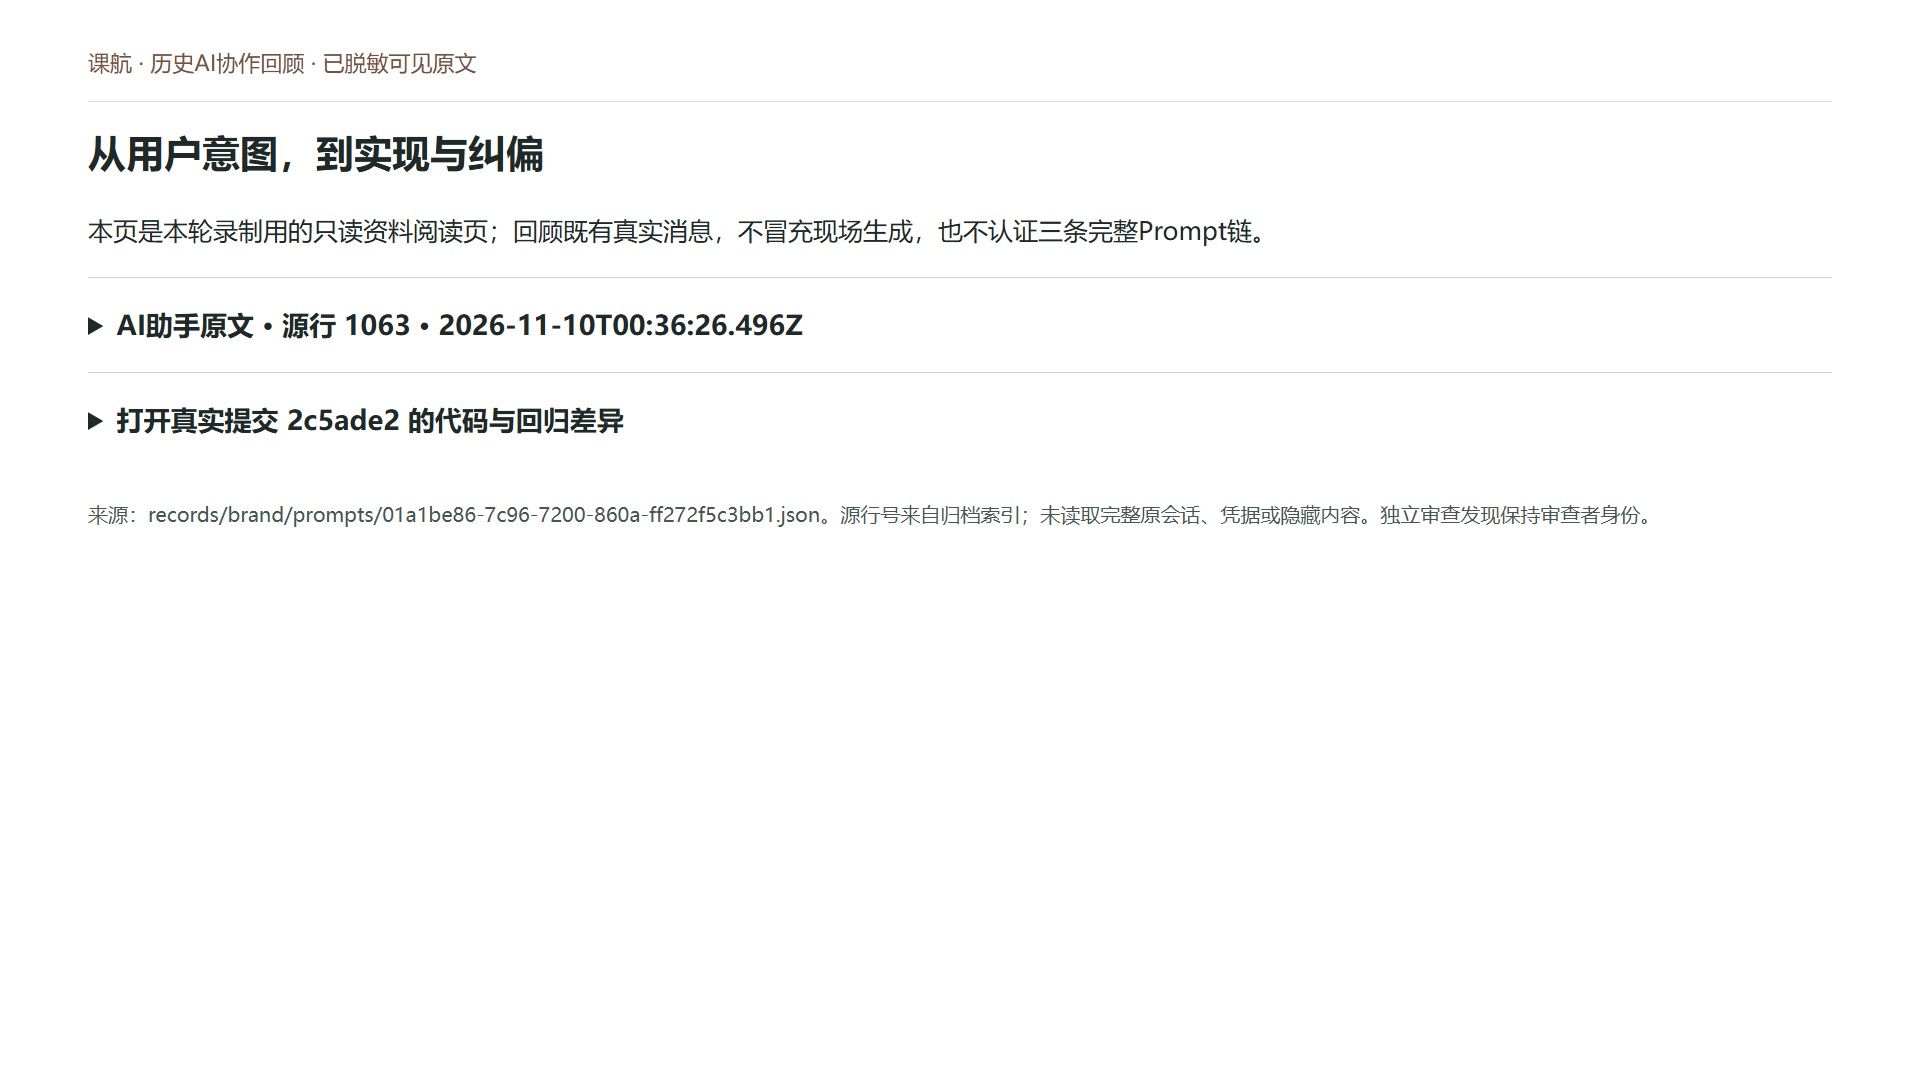 课航 · 历史AI协作回顾 · 已脱敏可见原文
从用户意图，到实现与纠偏
本页是本轮录制用的只读资料阅读页；回顾既有真实消息，不冒充现场生成，也不认证三条完整Prompt链。
▶ AI助手原文 • 源行 1063 • 2026-11-10T00:36:26.496Z
▶ 打开真实提交 2c5ade2 的代码与回归差异
来源：records/brand/prompts/01a1be86-7c96-7200-860a-ff272f5c3bb1.json。源行号来自归档索引；未读取完整原会话、凭据或隐藏内容。独立审查发现保持审查者身份。